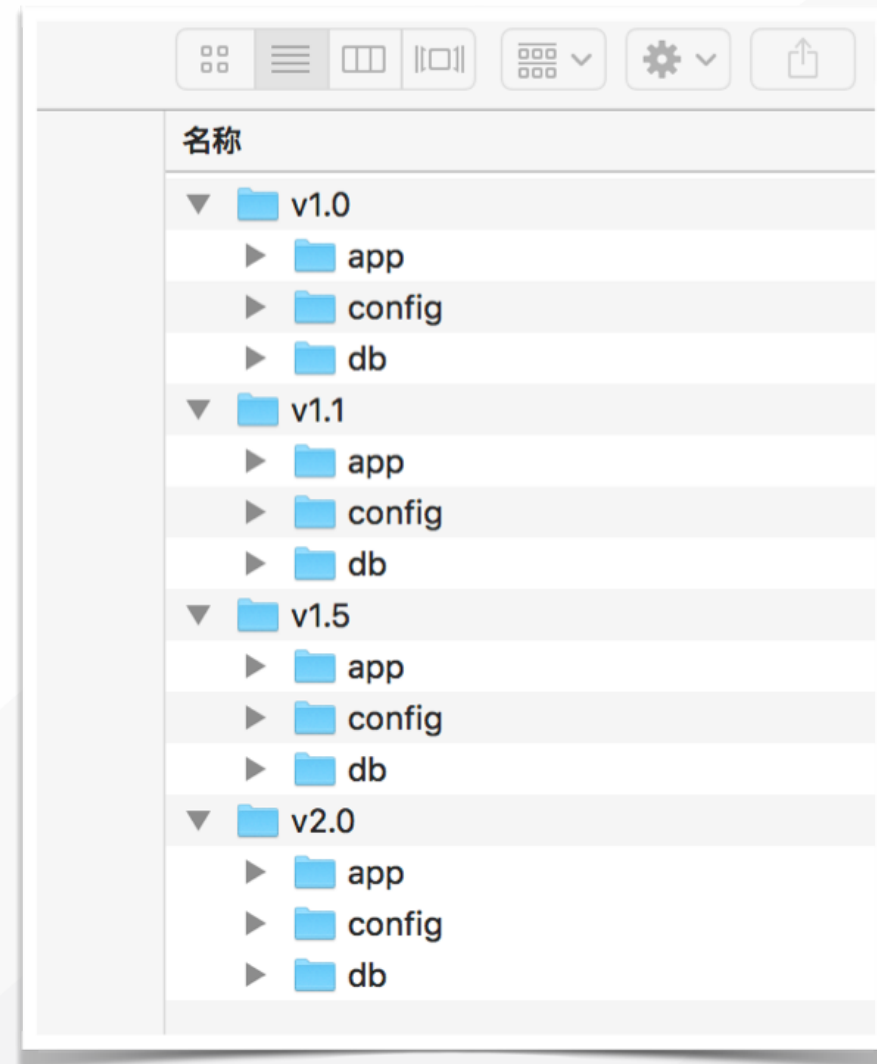 名称
v1.0
app
config
db
v1.1
app
config
db
v1.5
app
config
db
v2.0
app
config
db